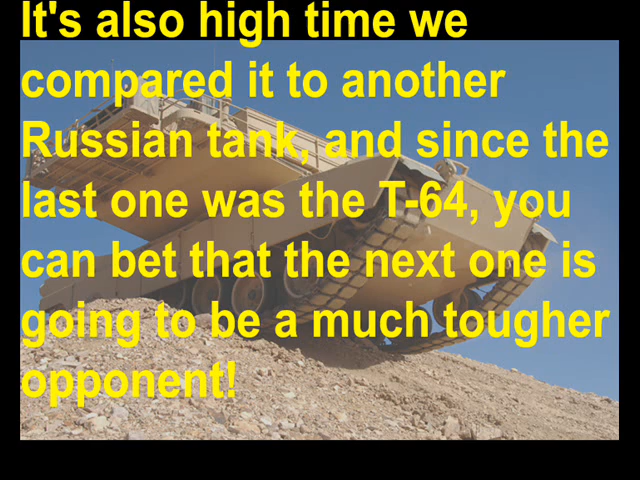 It's also high time we
compared it to another
Russian tank, and since the
last one was the T-64, you
can bet that the next one is
going to be a much tougher
opponent!